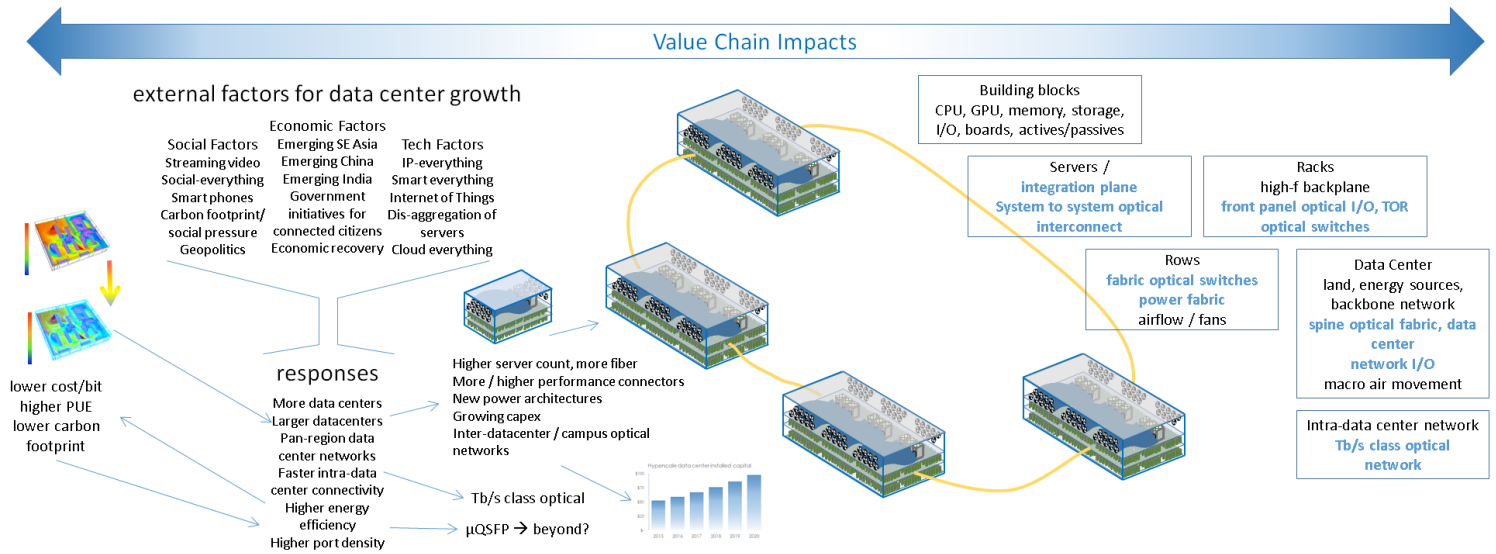 Value Chain Impacts
external factors for data center growth
Social Factors
Streaming video
Social-everything
Smart phones
Carbon footprint/
social pressure
Geopolitics
Economic Factors
Emerging SE Asia
Emerging China
Emerging India
Government
initiatives for
connected citizens
Economic recovery
Tech Factors
IP-everything
Smart everything
Internet of Things
Dis-aggregation of
servers
Cloud everything
lower cost/bit
higher PUE
lower carbon
footprint
responses
More data centers
Larger datacenters
Pan-region data
center networks
Faster intra-data
center connectivity
Higher energy
efficiency
Higher port density
Higher server count, more fiber
More / higher performance connectors
New power architectures
Growing capex
Inter-datacenter / campus optical
networks
Tb/s class optical
µQSFP → beyond?
Hyperscale data center installed capital
$100
$75
$50
$25
$-
2015 2016 2017 2018 2019 2020
Building blocks
CPU, GPU, memory, storage,
I/O, boards, actives/passives
Servers /
integration plane
System to system optical
interconnect
Racks
high-f backplane
front panel optical I/O, TOR
optical switches
Rows
fabric optical switches
power fabric
airflow / fans
Data Center
land, energy sources,
backbone network
spine optical fabric, data
center
network I/O
macro air movement
Intra-data center network
Tb/s class optical
network